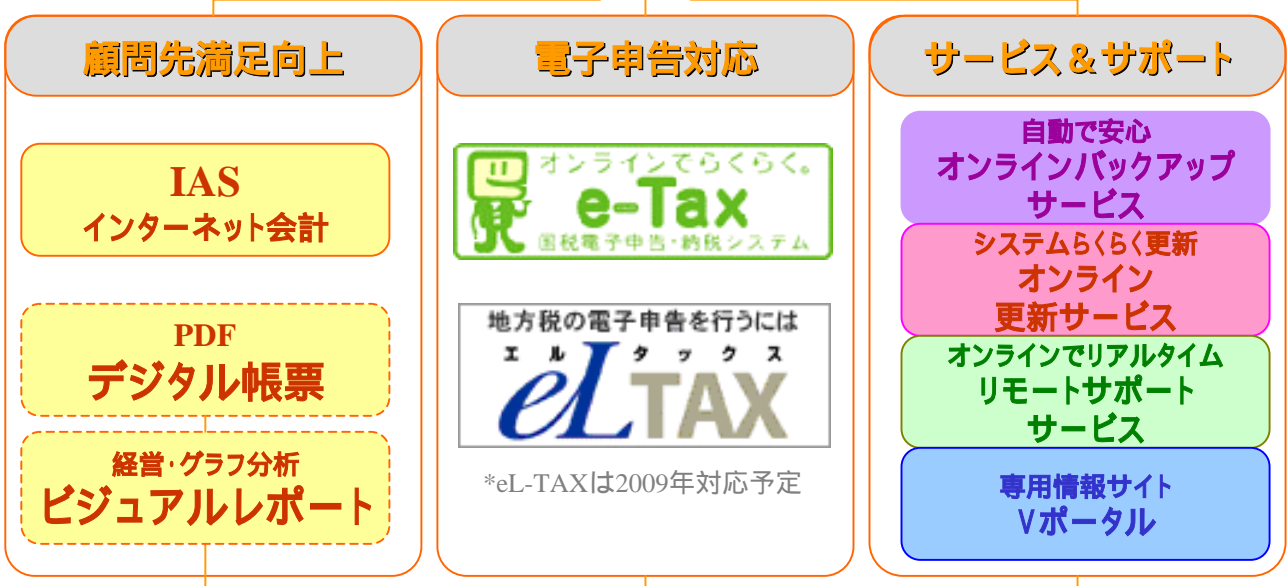 顧問先満足向上
IAS
インターネット会計
PDF
デジタル帳票
経営・グラフ分析
ビジュアルレポート
電子申告対応
オンラインでらくらく。
e-Tax
国税電子申告・納税システム
地方税の電子申告を行うには
エルタックス
eLTAX
*eL-TAXは2009年対応予定
サービス＆サポート
自動で安心
オンラインバックアップ
サービス
システムらくらく更新
オンライン
更新サービス
オンラインでリアルタイム
リモートサポート
サービス
専用情報サイト
Vポータル